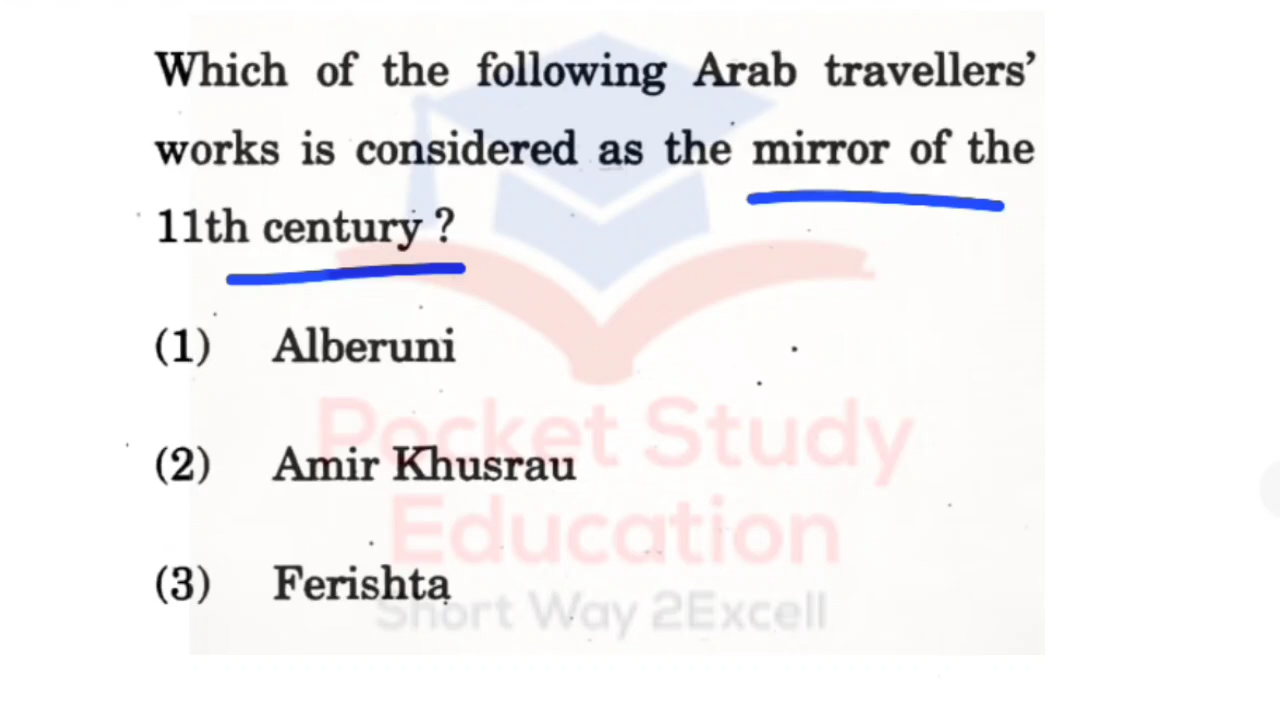 Which of the following Arab travellers'
works is considered as the mirror of the
11th century ?
(1) Alberuni
(2) Amir Khusrau
(3) Ferishta
Pocket Study
Education
Short Way 2Excell